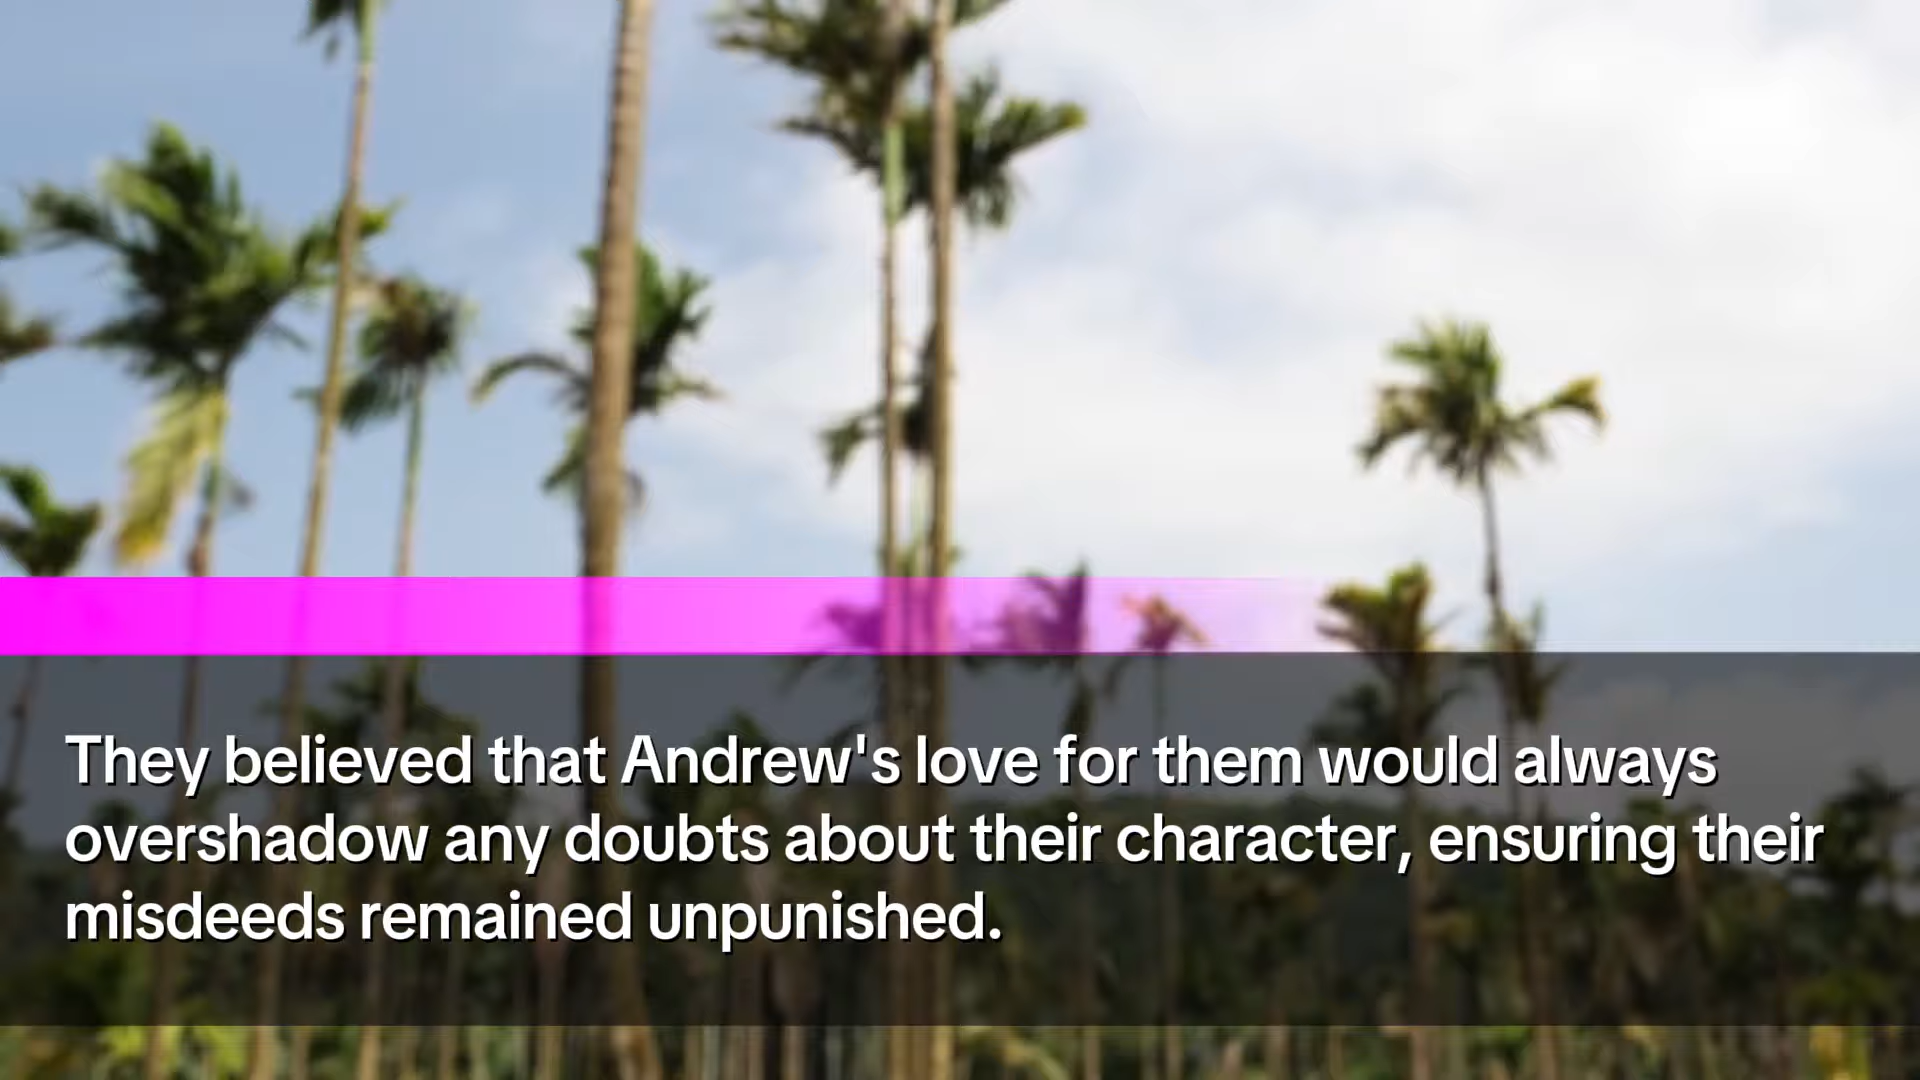 They believed that Andrew's love for them would always
overshadow any doubts about their character, ensuring their
misdeeds remained unpunished.